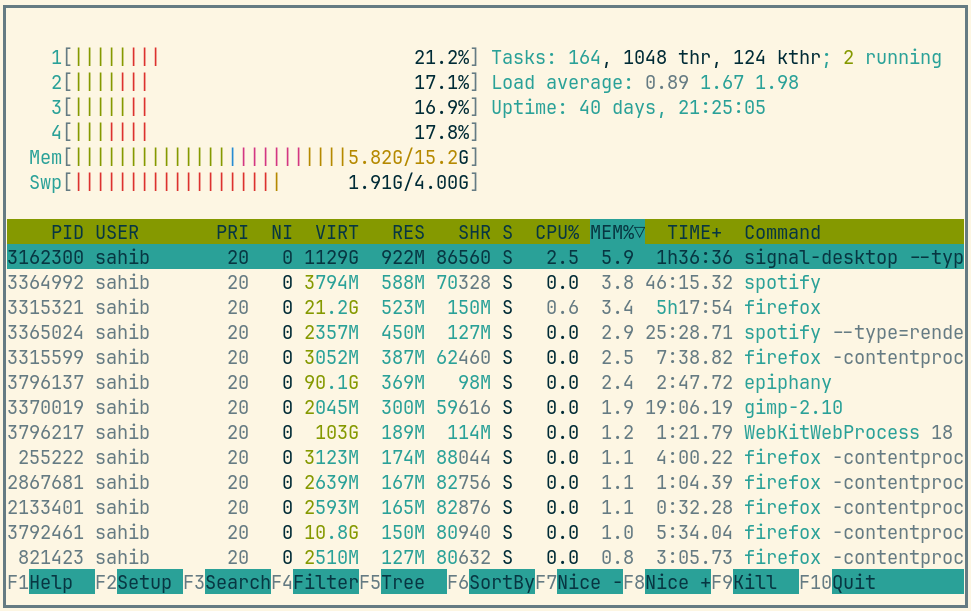 1[|||||||| 21.2%] Tasks: 164, 1048 thr, 124 kthr; 2 running
2[||||||| 17.1%] Load average: 0.89 1.67 1.98
3[||||||| 16.9%] Uptime: 40 days, 21:25:05
4[||||||| 17.8%]
Mem[|||||||||||||||||||||||||5.82G/15.2G]
Swp[||||||||||||||||||| 1.91G/4.00G]
PID USER PRI NI VIRT RES SHR S CPU% MEM%▽ TIME+ Command
3162300 sahib 20 0 1129G 922M 86560 S 2.5 5.9 1h36:36 signal-desktop --typ
3364992 sahib 20 0 3794M 588M 70328 S 0.0 3.8 46:15.32 spotify
3315321 sahib 20 0 21.2G 523M 150M S 0.6 3.4 5h17:54 firefox
3365024 sahib 20 0 2357M 450M 127M S 0.0 2.9 25:28.71 spotify --type=rende
3315599 sahib 20 0 3052M 387M 62460 S 0.0 2.5 7:38.82 firefox -contentproc
3796137 sahib 20 0 90.1G 369M 98M S 0.0 2.4 2:47.72 epiphany
3370019 sahib 20 0 2045M 300M 59616 S 0.0 1.9 19:06.19 gimp-2.10
3796217 sahib 20 0 103G 189M 114M S 0.0 1.2 1:21.79 WebKitWebProcess 18
255222 sahib 20 0 3123M 174M 88044 S 0.0 1.1 4:00.22 firefox -contentproc
2867681 sahib 20 0 2639M 167M 82756 S 0.0 1.1 1:04.39 firefox -contentproc
2133401 sahib 20 0 2593M 165M 82876 S 0.0 1.1 0:32.28 firefox -contentproc
3792461 sahib 20 0 10.8G 150M 80940 S 0.0 1.0 5:34.04 firefox -contentproc
821423 sahib 20 0 2510M 127M 80632 S 0.0 0.8 3:05.73 firefox -contentproc
F1Help F2Setup F3SearchF4FilterF5Tree F6SortByF7Nice -F8Nice +F9Kill F10Quit